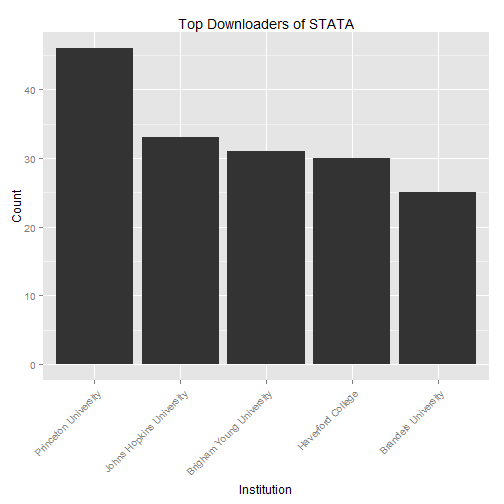 Top Downloaders of STATA
Count
40
30
20
10
0
Princeton University
Johns Hopkins University
Brigham Young University
Haverford College
Brandeis University
Institution